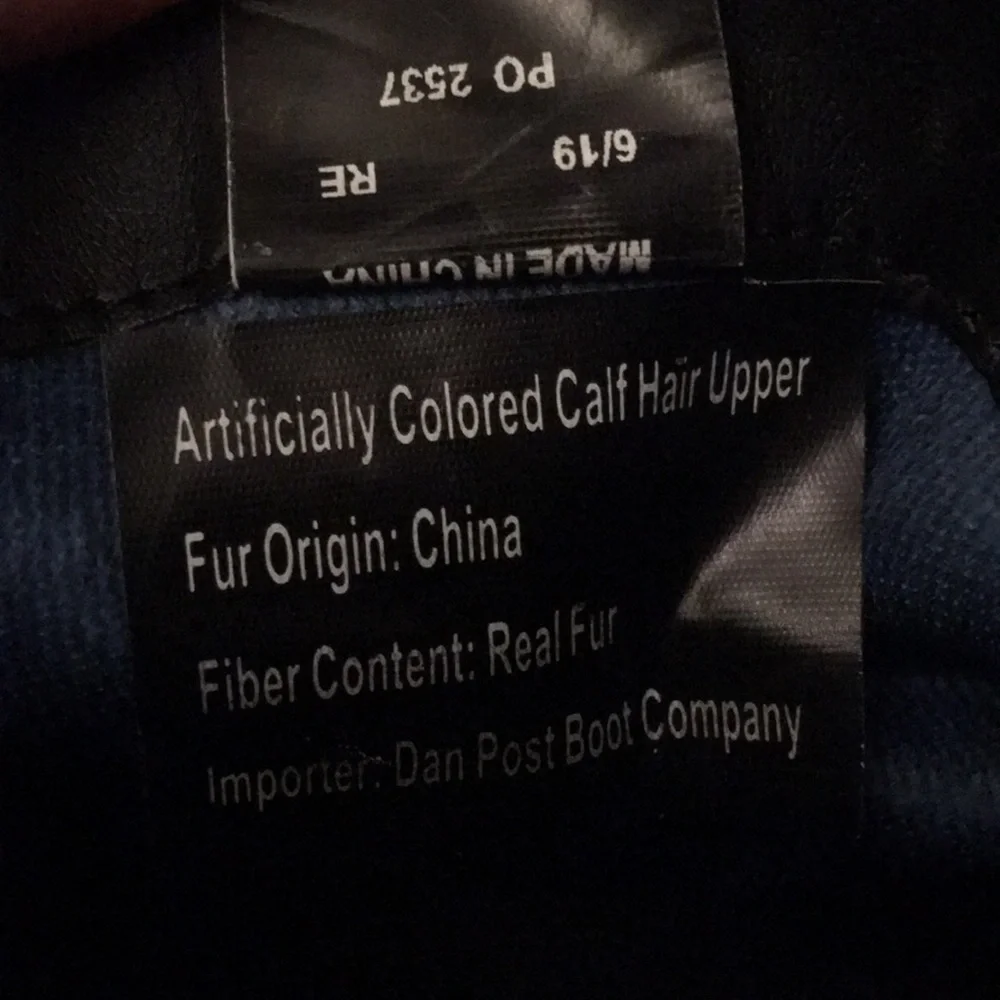 PO 2537
6/19
RE
MADE IN CHINA
Artificially Colored Calf Hair Upper
Fur Origin: China
Fiber Content: Real Fur
Importer: Dan Post Boot Company